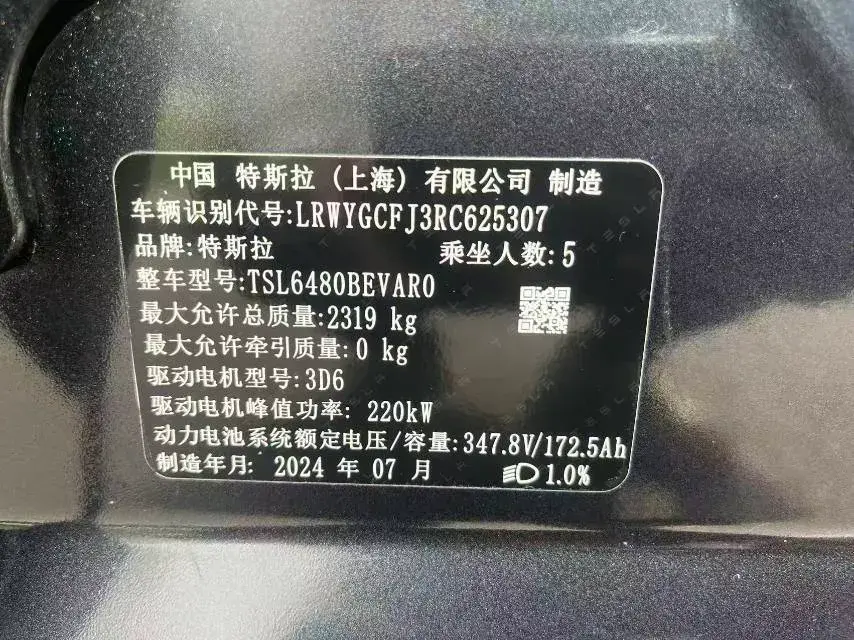 中国 特斯拉 (上海) 有限公司 制造
车辆识别代号:LRWYGCFJ3RC625307
品牌:特斯拉 乘坐人数:5
整车型号:TSL6480BEVAR0
最大允许总质量:2319 kg
最大允许牵引质量:0 kg
驱动电机型号:3D6
驱动电机峰值功率: 220kW
动力电池系统额定电压/容量:347.8V/172.5Ah
制造年月: 2024 年 07 月 1.0%
TESLA